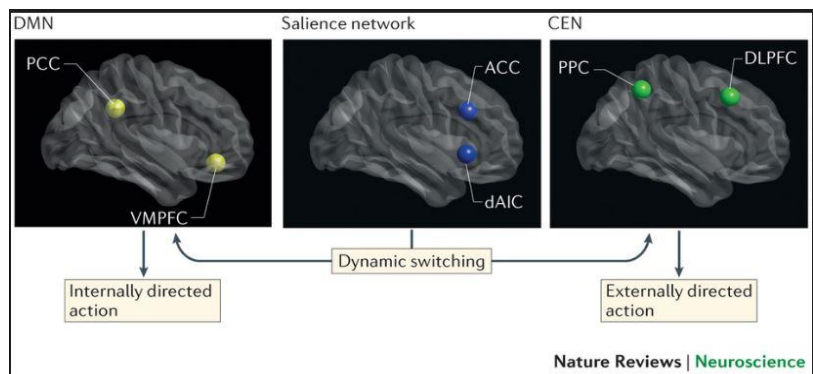 DMN
Salience network
CEN
PCC
VMPFC
ACC
dAIC
PPC
DLPFC
Dynamic switching
Internally directed
action
Externally directed
action
Nature Reviews | Neuroscience